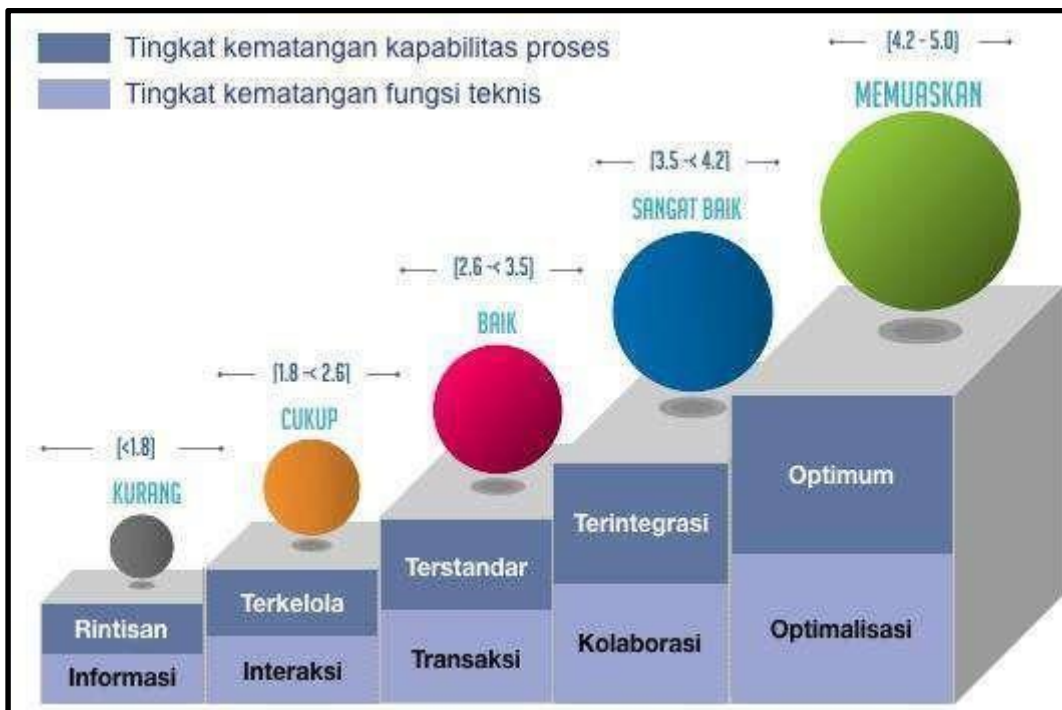 Tingkat kematangan kapabilitas proses
Tingkat kematangan fungsi teknis
[<1.8]
KURANG
Rintisan
Informasi
[1.8 -< 2.6]
CUKUP
Terkelola
Interaksi
[2.6 -< 3.5]
BAIK
Terstandar
Transaksi
[3.5 -< 4.2]
SANGAT BAIK
Terintegrasi
Kolaborasi
[4.2 - 5.0]
MEMUASKAN
Optimum
Optimalisasi